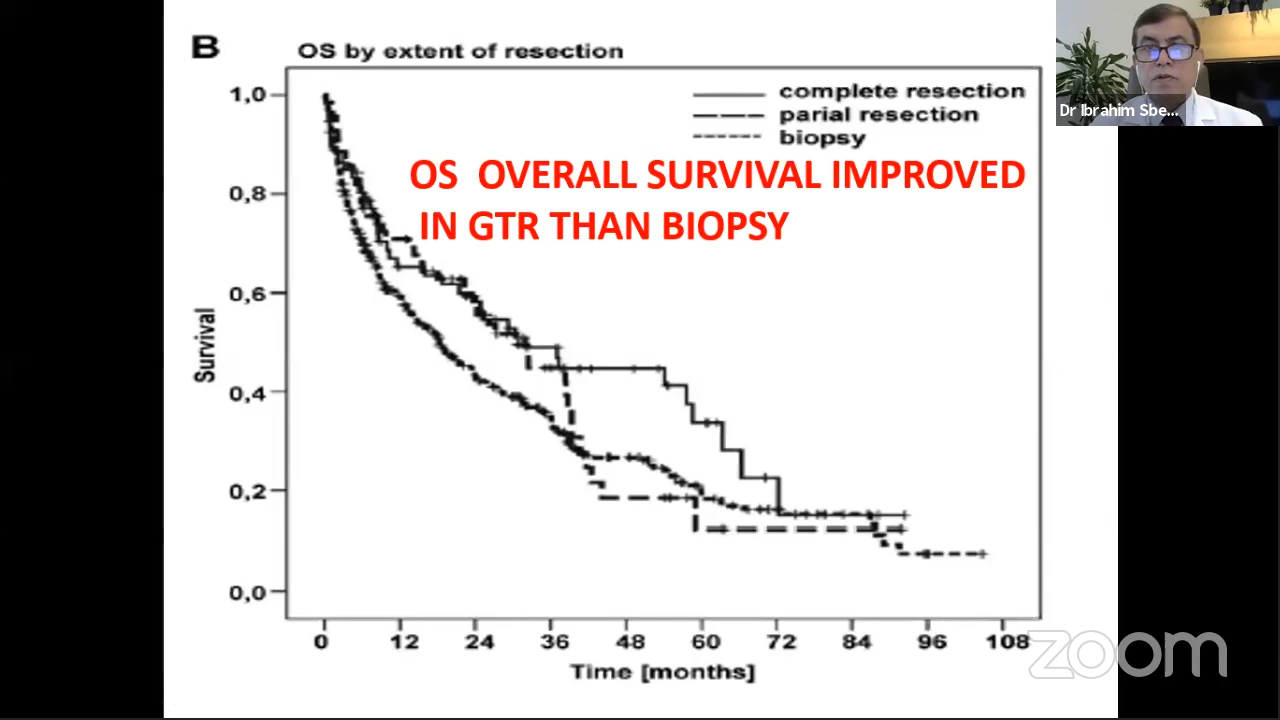 B
OS by extent of resection
complete resection
parial resection
biopsy
OS OVERALL SURVIVAL IMPROVED
IN GTR THAN BIOPSY
1,0
0,8
0,6
0,4
0,2
0,0
Survival
0 12 24 36 48 60 72 84 96 108
Time [months]
Dr Ibrahim Sbe...
zoom